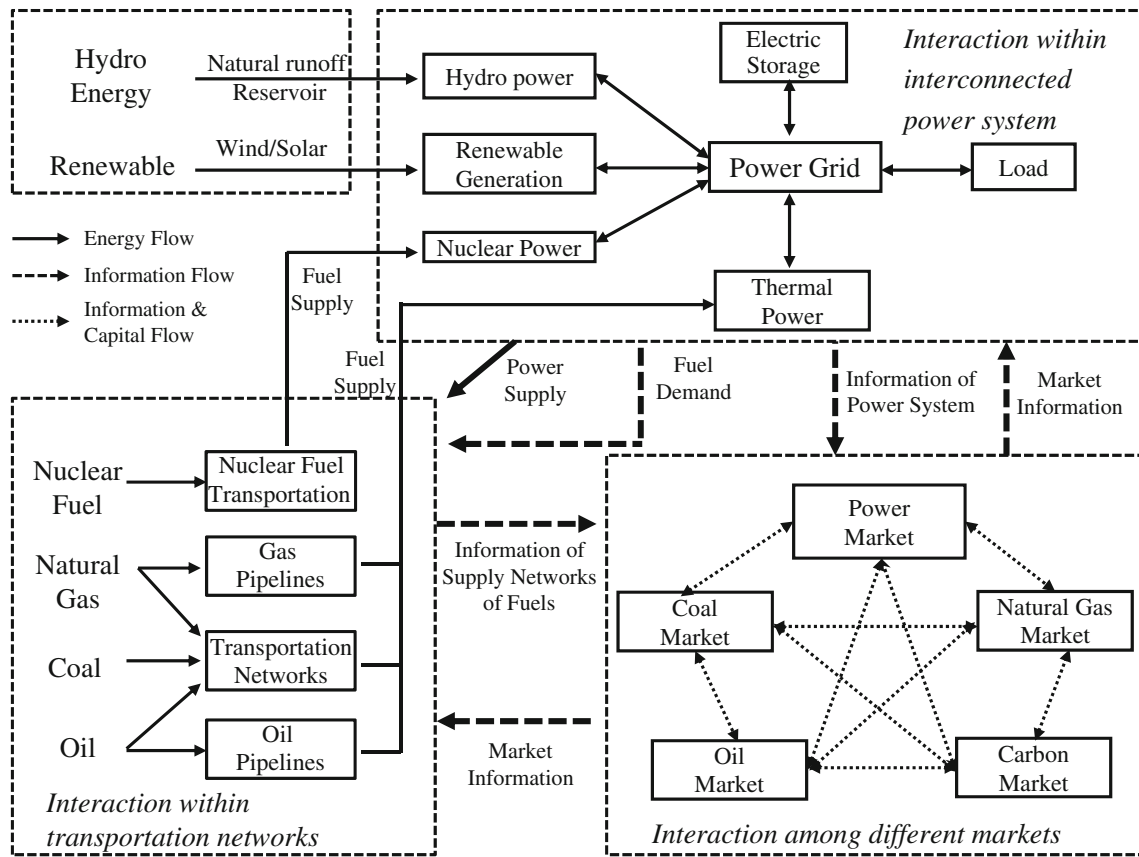 Hydro
Energy
Natural runoff
Reservoir
Renewable
Wind/Solar
Hydro power
Renewable
Generation
Nuclear Power
Electric
Storage
Power Grid
Load
Thermal
Power
Interaction within
interconnected
power system
Energy Flow
Information Flow
Information &
Capital Flow
Fuel
Supply
Fuel
Supply
Power
Supply
Fuel
Demand
Information of
Power System
Market
Information
Nuclear
Fuel
Nuclear Fuel
Transportation
Natural
Gas
Gas
Pipelines
Coal
Transportation
Networks
Oil
Oil
Pipelines
Interaction within
transportation networks
Information of
Supply Networks
of Fuels
Market
Information
Power
Market
Coal
Market
Natural Gas
Market
Oil
Market
Carbon
Market
Interaction among different markets